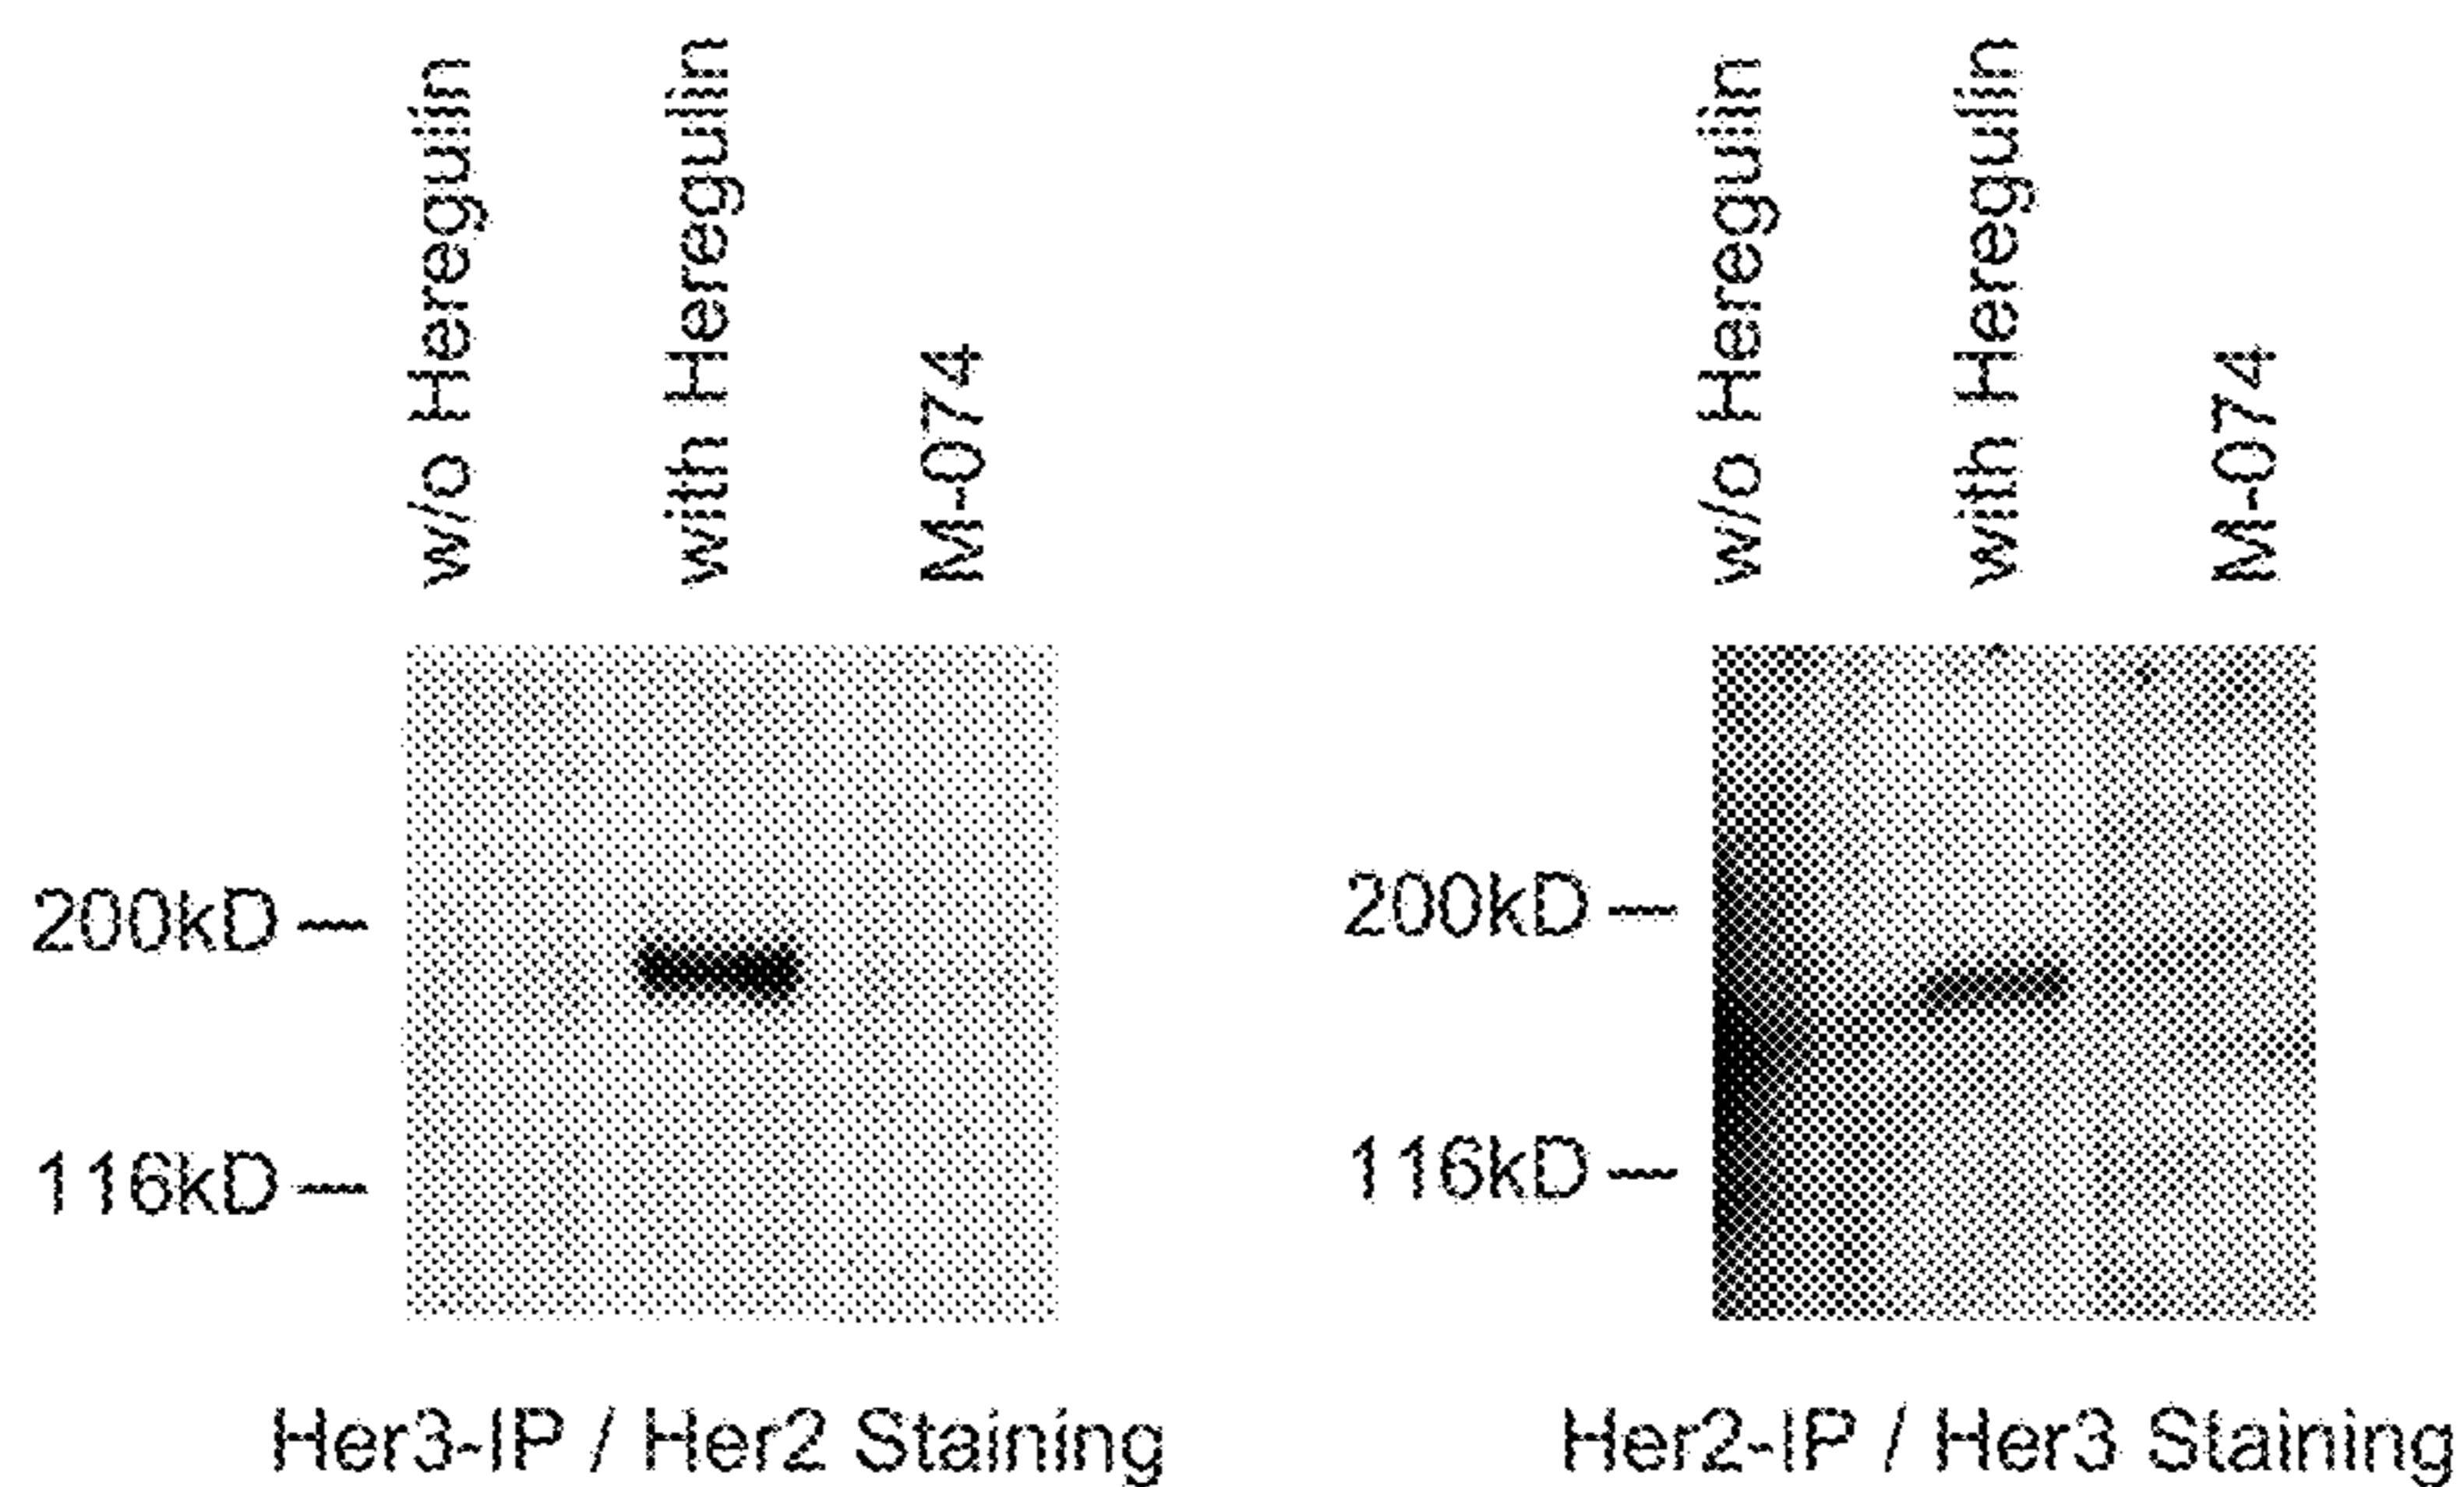 w/o Heregulin
with Heregulin
M-074
200kD
116kD
Her3-IP / Her2 Staining
w/o Heregulin
with Heregulin
M-074
200kD
116kD
Her2-IP / Her3 Staining